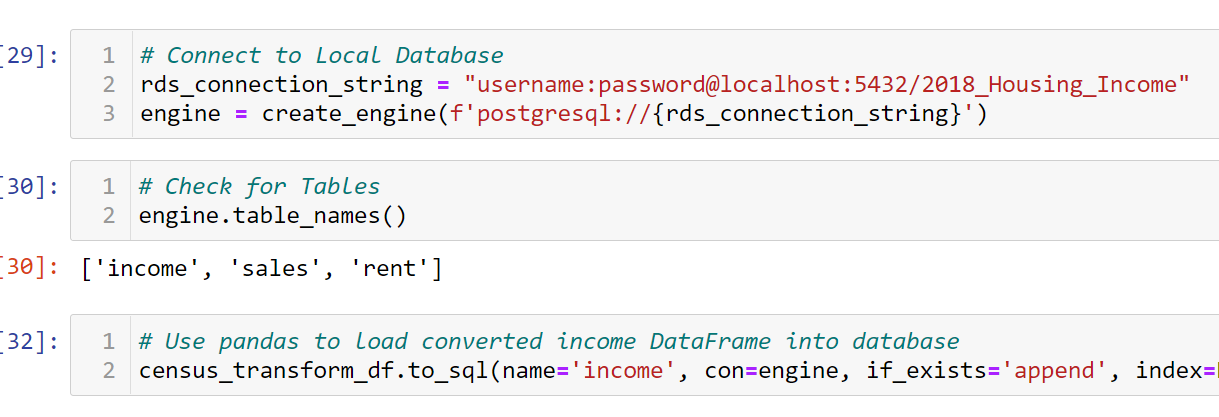 [29]:
1 # Connect to Local Database
2 rds_connection_string = "username:password@localhost:5432/2018_Housing_Income"
3 engine = create_engine(f'postgresql://{rds_connection_string}')
[30]:
1 # Check for Tables
2 engine.table_names()
[30]: ['income', 'sales', 'rent']
[32]:
1 # Use pandas to load converted income DataFrame into database
2 census_transform_df.to_sql(name='income', con=engine, if_exists='append', index=